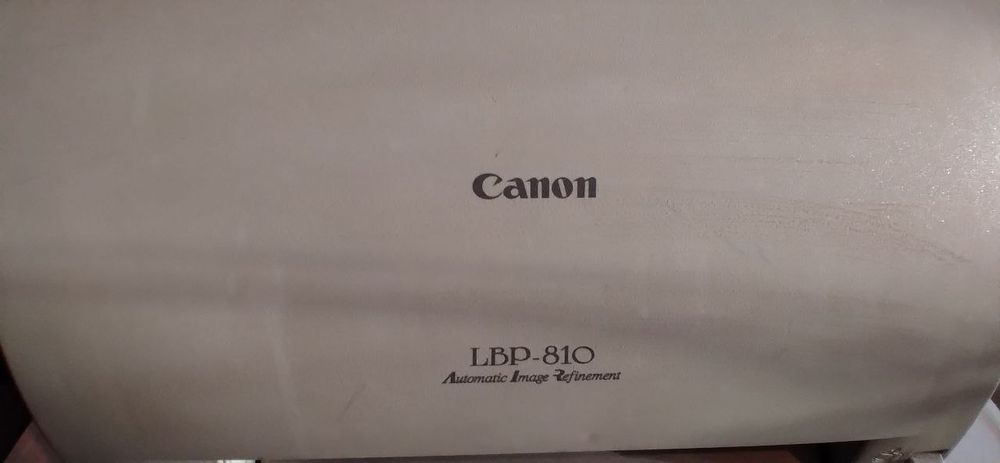 Canon
LBP-810
Automatic Image Refinement